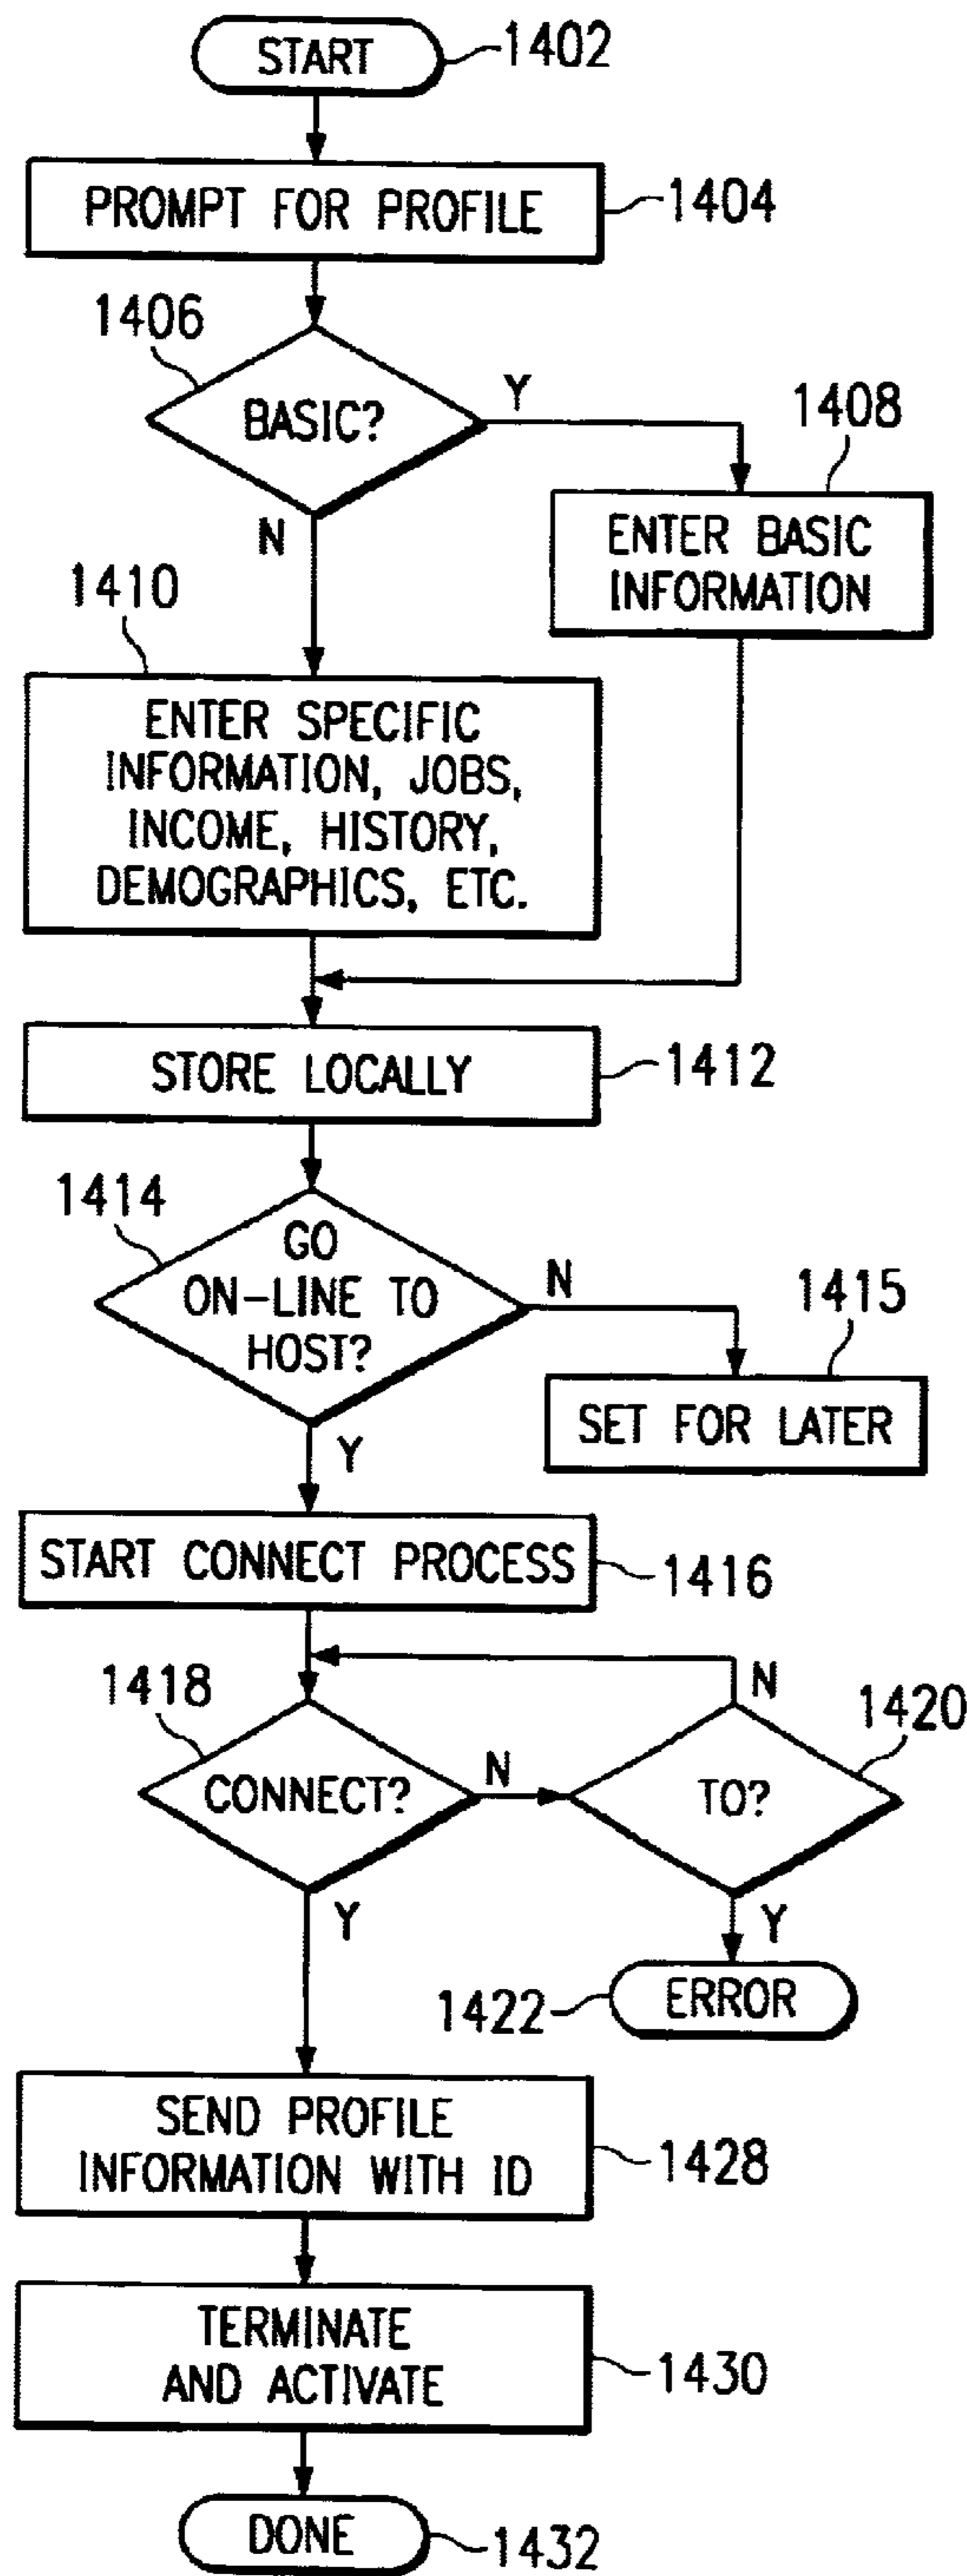 START
1402
PROMPT FOR PROFILE
1404
1406
BASIC?
Y
N
1408
ENTER BASIC
INFORMATION
1410
ENTER SPECIFIC
INFORMATION, JOBS,
INCOME, HISTORY,
DEMOGRAPHICS, ETC.
STORE LOCALLY
1412
1414
GO
ON-LINE TO
HOST?
N
Y
1415
SET FOR LATER
START CONNECT PROCESS
1416
1418
CONNECT?
N
Y
1420
TO?
N
Y
1422
ERROR
SEND PROFILE
INFORMATION WITH ID
1428
TERMINATE
AND ACTIVATE
1430
DONE
1432